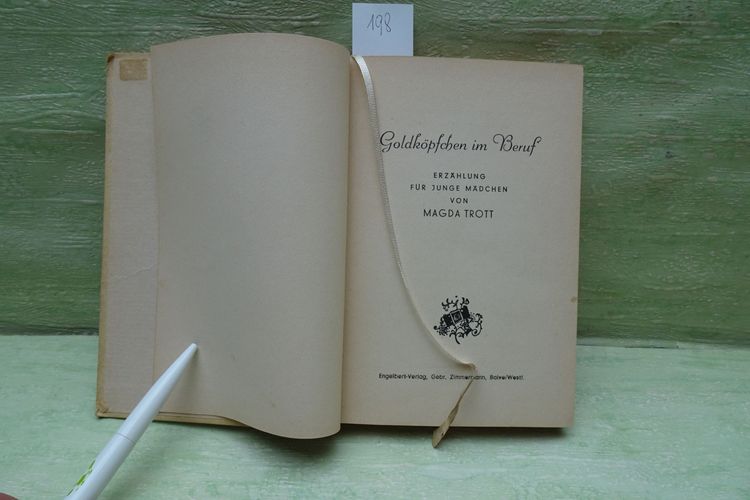 198
Goldköpfchen im Beruf
ERZÄHLUNG
FÜR JUNGE MÄDCHEN
VON
MAGDA TROTT
Engelbert-Verlag, Gebr. Zimmermann, Balve/Westf.